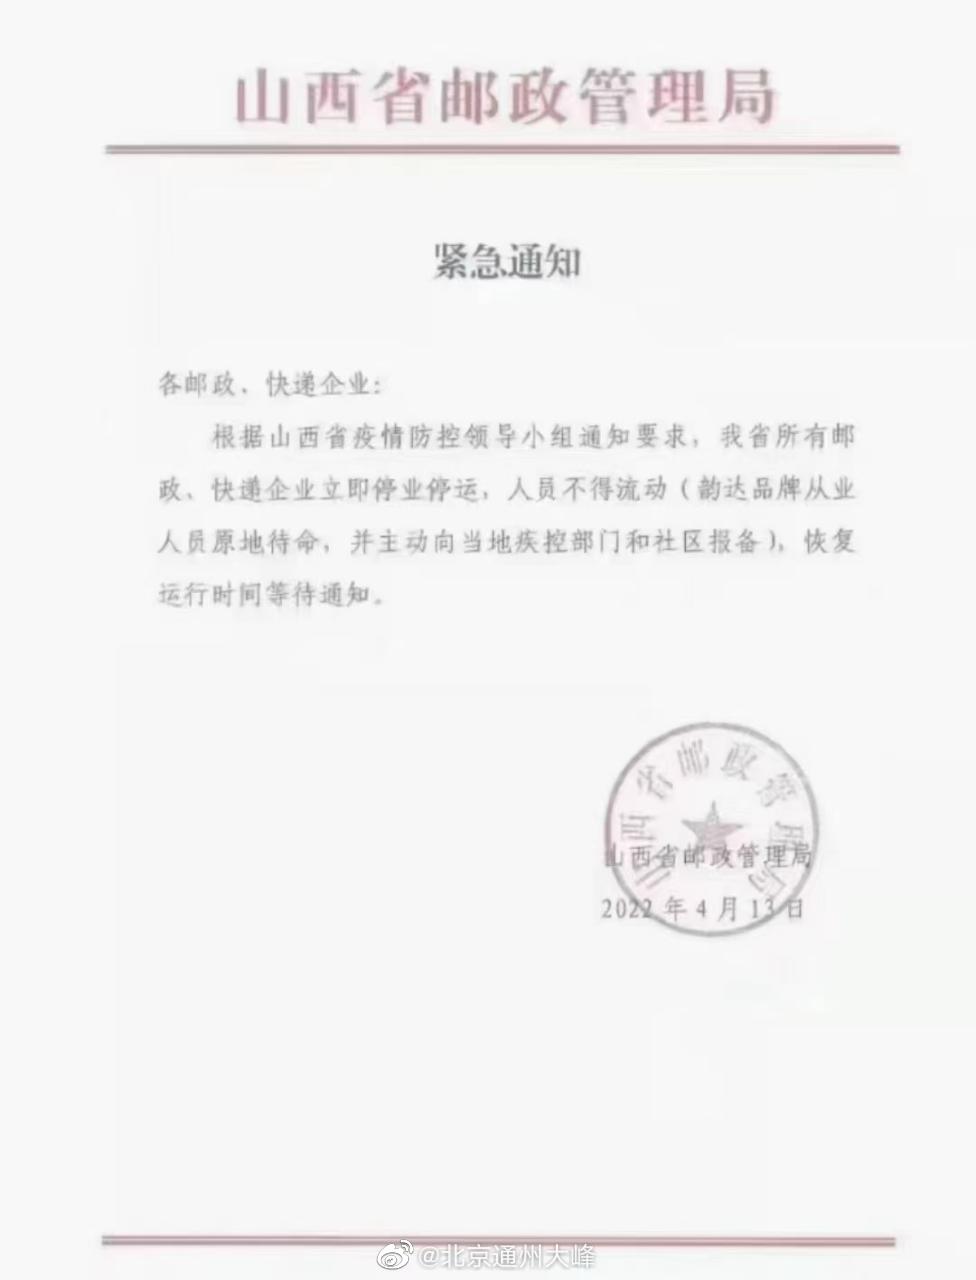 山西省邮政管理局
紧急通知
各邮政、快递企业:
根据山西省疫情防控领导小组通知要求，我省所有邮
政、快递企业立即停业停运，人员不得流动（韵达品牌从业
人员原地待命，并主动向当地疾控部门和社区报备），恢复
运行时间等待通知。
山西省邮政管理局
山西省邮政管理局
2022 年 4 月 13 日
@北京通州大峰